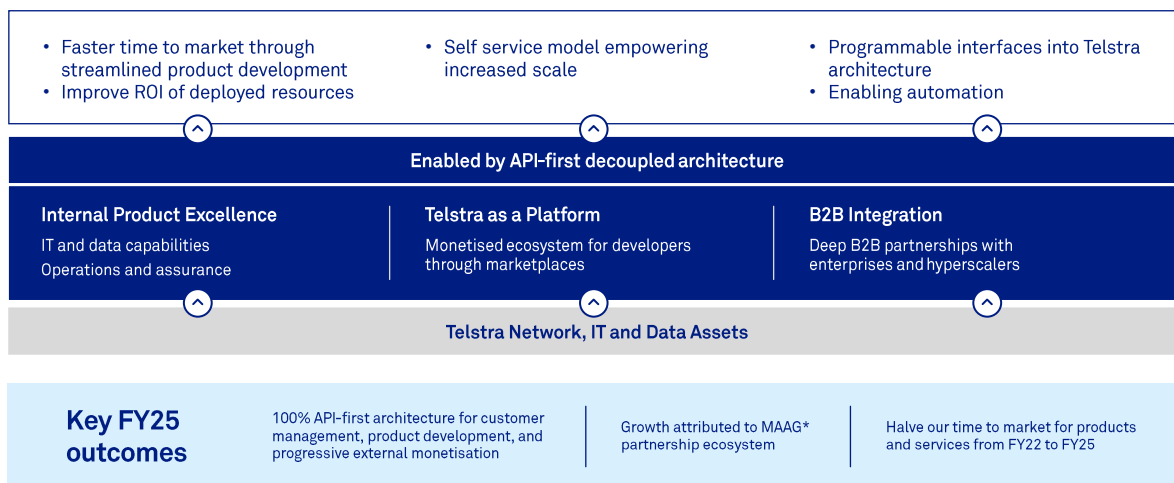 • Faster time to market through
streamlined product development
• Improve ROI of deployed resources
• Self service model empowering
increased scale
• Programmable interfaces into Telstra
architecture
• Enabling automation
Enabled by API-first decoupled architecture
Internal Product Excellence
IT and data capabilities
Operations and assurance
Telstra as a Platform
Monetised ecosystem for developers
through marketplaces
B2B Integration
Deep B2B partnerships with
enterprises and hyperscalers
Telstra Network, IT and Data Assets
Key FY25
outcomes
100% API-first architecture for customer
management, product development, and
progressive external monetisation
Growth attributed to MAAG*
partnership ecosystem
Halve our time to market for products
and services from FY22 to FY25